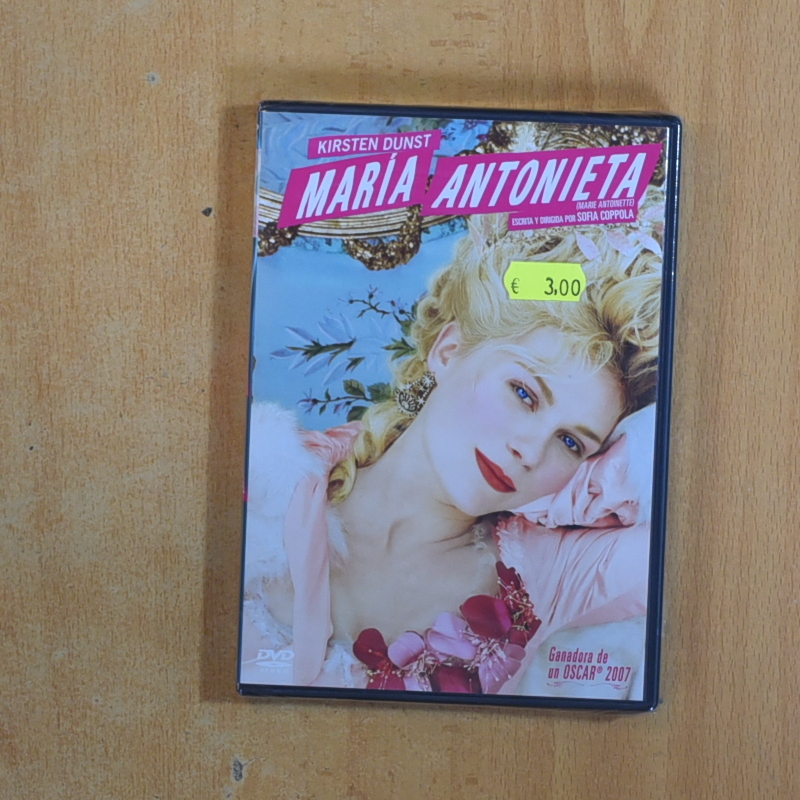 KIRSTEN DUNST
MARÍA ANTONIETA
(MARIE ANTOINETTE)
ESCRITA Y DIRIGIDA POR SOFIA COPPOLA
€ 3,00
DVD
Ganadora de
un OSCAR® 2007